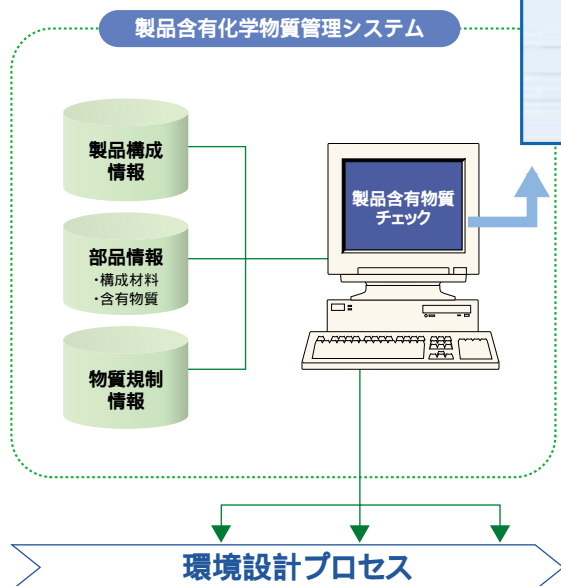 製品含有化学物質管理システム
製品構成
情報
部品情報
・構成材料
・含有物質
物質規制
情報
製品含有物質
チェック
環境設計プロセス